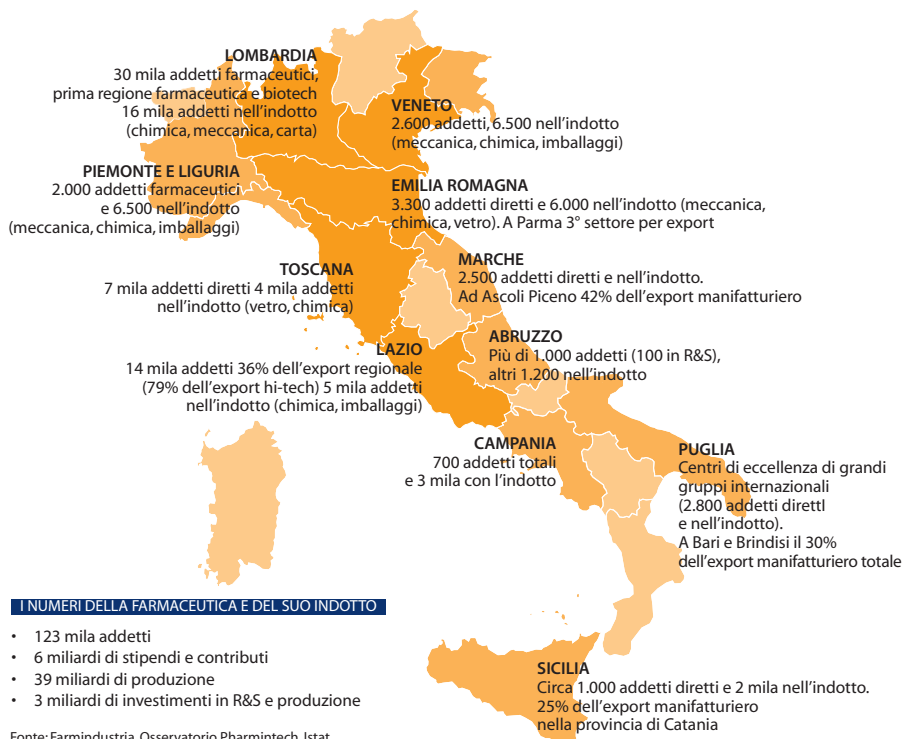 LOMBARDIA
30 mila addetti farmaceutici,
prima regione farmaceutica e biotech
16 mila addetti nell'indotto
(chimica, meccanica, carta)
VENETO
2.600 addetti, 6.500 nell'indotto
(meccanica, chimica, imballaggi)
PIEMONTE E LIGURIA
2.000 addetti farmaceutici
e 6.500 nell'indotto
(meccanica, chimica, imballaggi)
EMILIA ROMAGNA
3.300 addetti diretti e 6.000 nell'indotto (meccanica,
chimica, vetro). A Parma 3° settore per export
TOSCANA
7 mila addetti diretti 4 mila addetti
nell'indotto (vetro, chimica)
MARCHE
2.500 addetti diretti e nell'indotto.
Ad Ascoli Piceno 42% dell'export manifatturiero
LAZIO
14 mila addetti 36% dell'export regionale
(79% dell'export hi-tech) 5 mila addetti
nell'indotto (chimica, imballaggi)
ABRUZZO
Più di 1.000 addetti (100 in R&S),
altri 1.200 nell'indotto
CAMPANIA
700 addetti totali
e 3 mila con l'indotto
PUGLIA
Centri di eccellenza di grandi
gruppi internazionali
(2.800 addetti direttI
e nell'indotto).
A Bari e Brindisi il 30%
dell'export manifatturiero totale
SICILIA
Circa 1.000 addetti diretti e 2 mila nell'indotto.
25% dell'export manifatturiero
nella provincia di Catania
I NUMERI DELLA FARMACEUTICA E DEL SUO INDOTTO
• 123 mila addetti
• 6 miliardi di stipendi e contributi
• 39 miliardi di produzione
• 3 miliardi di investimenti in R&S e produzione
Fonte: Farmindustria, Osservatorio Pharmintech, Istat